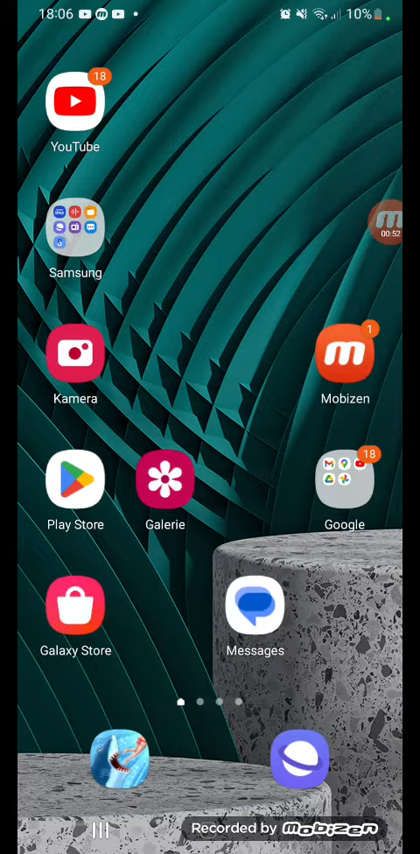 18:06
10%
18
YouTube
00:52
Samsung
1
Kamera
Mobizen
18
Play Store
Galerie
Google
Galaxy Store
Messages
Recorded by mobizen